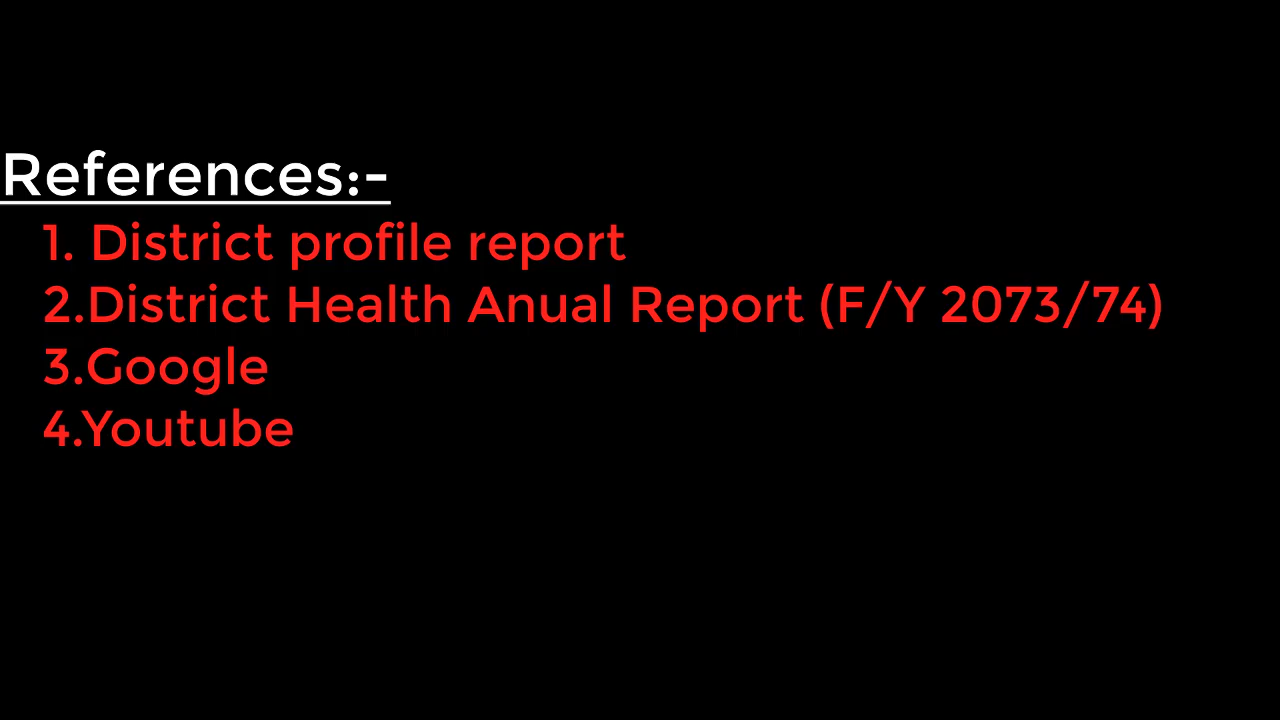 References:-
1. District profile report
2.District Health Anual Report (F/Y 2073/74)
3.Google
4.Youtube